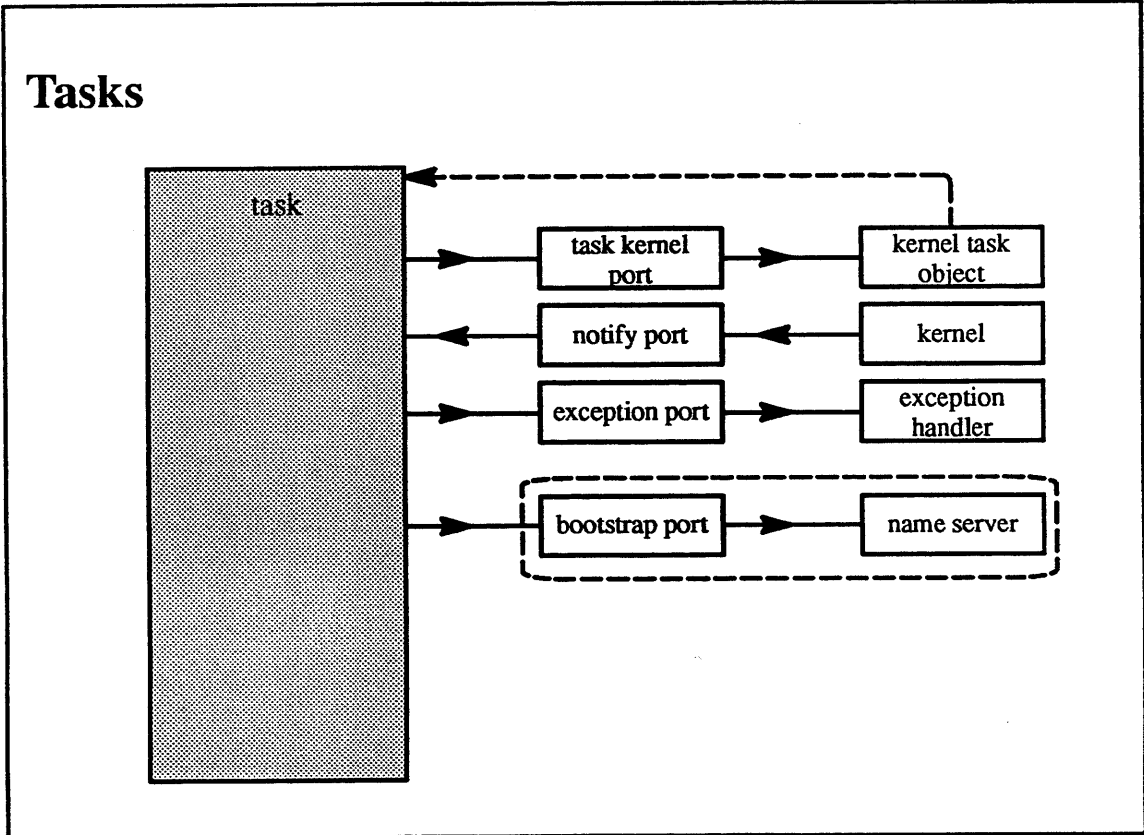 Tasks
task
task kernel
port
kernel task
object
notify port
kernel
exception port
exception
handler
bootstrap port
name server